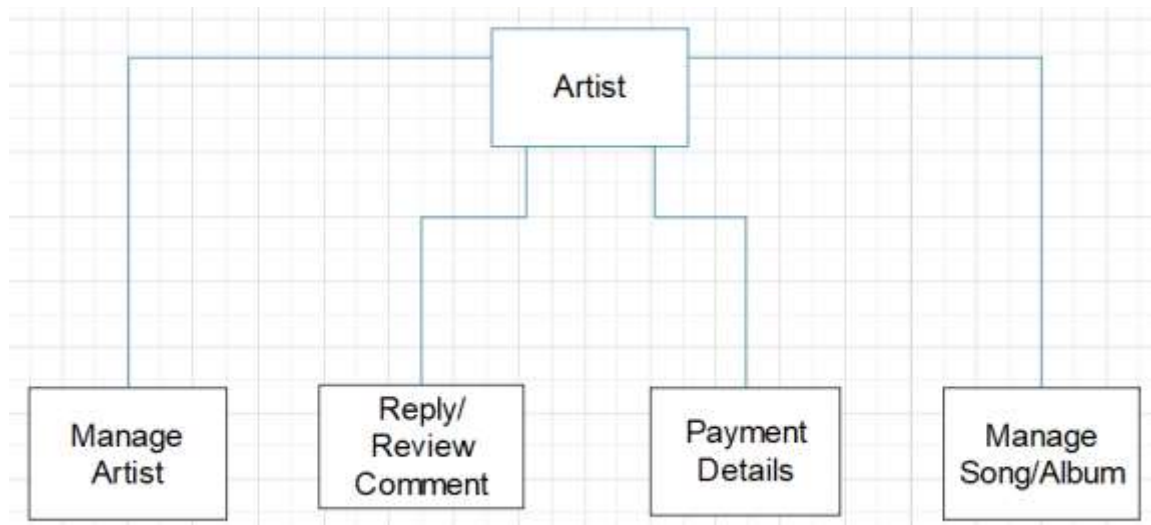 Artist
Manage
Artist
Reply/
Review
Comment
Payment
Details
Manage
Song/Album